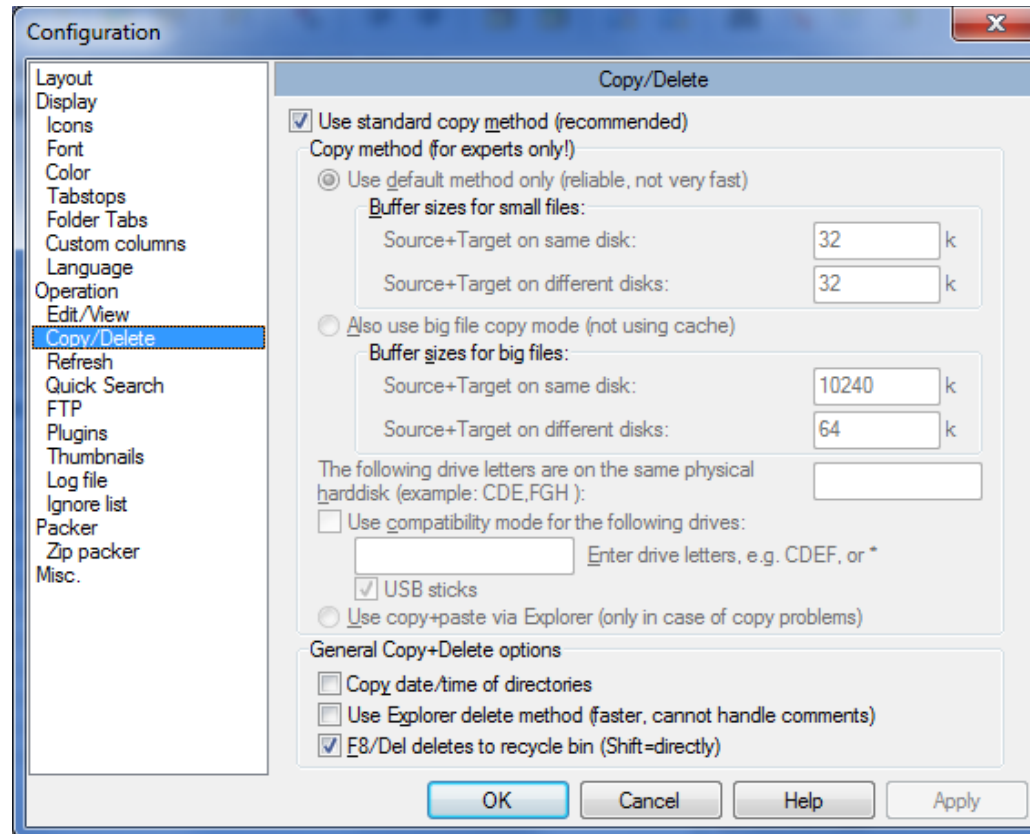 Configuration
Layout
Display
Icons
Font
Color
Tabstops
Folder Tabs
Custom columns
Language
Operation
Edit/View
Copy/Delete
Refresh
Quick Search
FTP
Plugins
Thumbnails
Log file
Ignore list
Packer
Zip packer
Misc.
Copy/Delete
Use standard copy method (recommended)
Copy method (for experts only!)
Use default method only (reliable, not very fast)
Buffer sizes for small files:
Source+Target on same disk: 32 k
Source+Target on different disks: 32 k
Also use big file copy mode (not using cache)
Buffer sizes for big files:
Source+Target on same disk: 10240 k
Source+Target on different disks: 64 k
The following drive letters are on the same physical
harddisk (example: CDE,FGH ):
Use compatibility mode for the following drives:
Enter drive letters, e.g. CDEF, or *
USB sticks
Use copy+paste via Explorer (only in case of copy problems)
General Copy+Delete options
Copy date/time of directories
Use Explorer delete method (faster, cannot handle comments)
F8/Del deletes to recycle bin (Shift=directly)
OK Cancel Help Apply